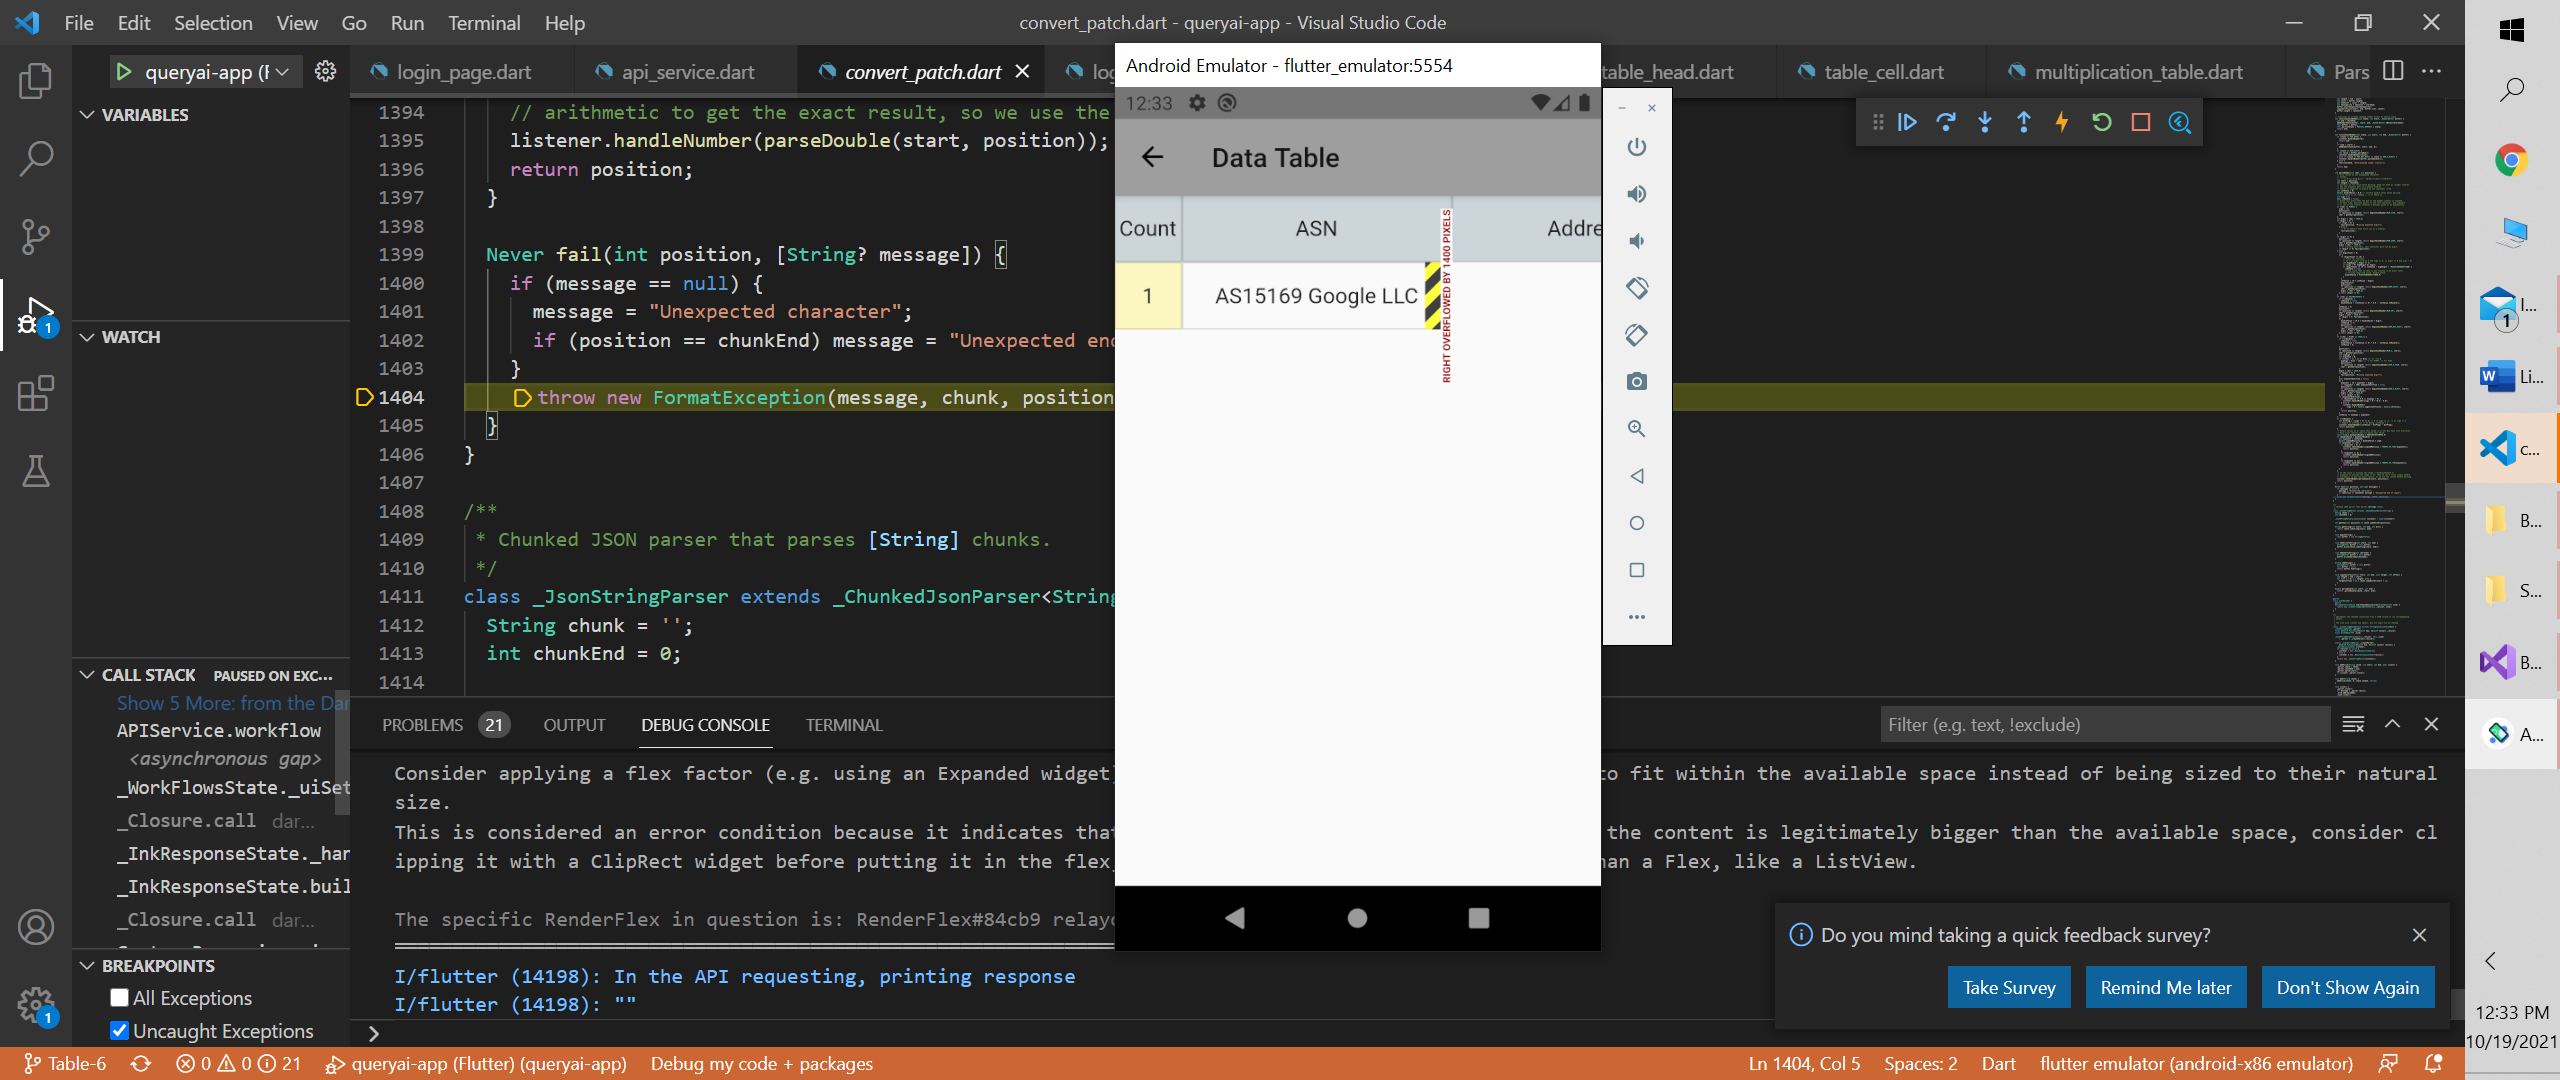 File Edit Selection View Go Run Terminal Help
convert_patch.dart - queryai-app - Visual Studio Code
queryai-app (F
login_page.dart
api_service.dart
convert_patch.dart
table_head.dart
table_cell.dart
multiplication_table.dart
Pars
VARIABLES
WATCH
CALL STACK PAUSED ON EXC...
Show 5 More: from the Dar
APIService.workflow
<asynchronous gap>
_WorkFlowsState._uiSet
_Closure.call dar...
_InkResponseState._han
_InkResponseState.buil
_Closure.call dar...
BREAKPOINTS
All Exceptions
Uncaught Exceptions
1394 // arithmetic to get the exact result, so we use the
1395 listener.handleNumber(parseDouble(start, position));
1396 return position;
1397 }
1398
1399 Never fail(int position, [String? message]) {
1400 if (message == null) {
1401 message = "Unexpected character";
1402 if (position == chunkEnd) message = "Unexpected end
1403 }
1404 throw new FormatException(message, chunk, position
1405 }
1406 }
1407
1408 /**
1409 * Chunked JSON parser that parses [String] chunks.
1410 */
1411 class _JsonStringParser extends _ChunkedJsonParser<String
1412 String chunk = '';
1413 int chunkEnd = 0;
1414
Android Emulator - flutter_emulator:5554
12:33
Data Table
Count ASN Addre
1 AS15169 Google LLC
RIGHT OVERFLOWED BY 1400 PIXELS
PROBLEMS 21 OUTPUT DEBUG CONSOLE TERMINAL
Filter (e.g. text, !exclude)
Consider applying a flex factor (e.g. using an Expanded widget) to fit within the available space instead of being sized to their natural
size.
This is considered an error condition because it indicates that the content is legitimately bigger than the available space, consider cl
ipping it with a ClipRect widget before putting it in the flex, han a Flex, like a ListView.
The specific RenderFlex in question is: RenderFlex#84cb9 relayo
I/flutter (14198): In the API requesting, printing response
I/flutter (14198): ""
Do you mind taking a quick feedback survey?
Take Survey Remind Me later Don't Show Again
Table-6 0 0 21 queryai-app (Flutter) (queryai-app) Debug my code + packages
Ln 1404, Col 5 Spaces: 2 Dart flutter emulator (android-x86 emulator)
1
1
I...
1
Li...
c...
B...
S...
B...
A...
12:33 PM
10/19/2021